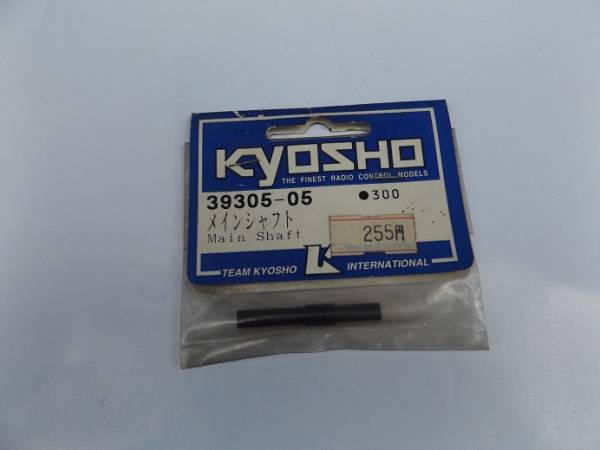 KYOSHO
THE FINEST RADIO CONTROL MODELS
39305-05 ●300
メインシャフト
Main Shaft
255円
TEAM KYOSHO INTERNATIONAL